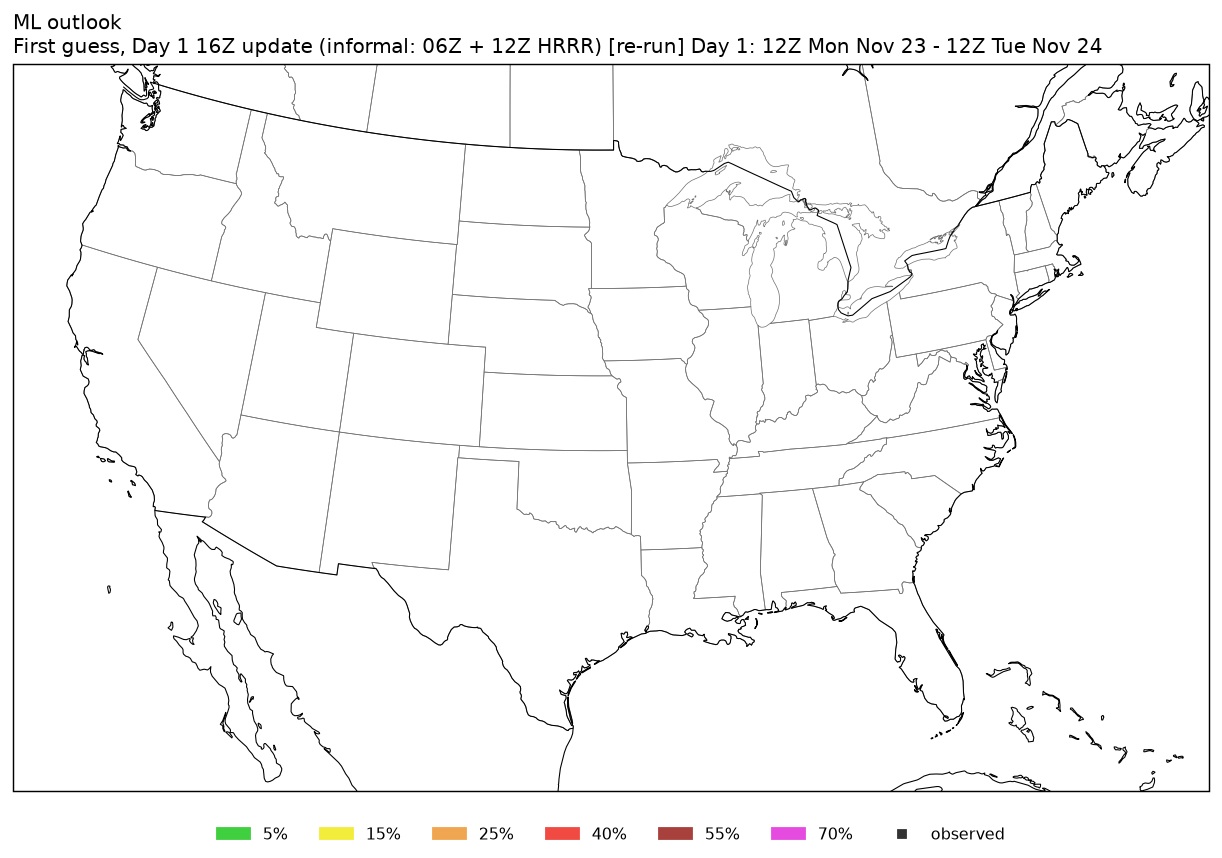 ML outlook
First guess, Day 1 16Z update (informal: 06Z + 12Z HRRR) [re-run] Day 1: 12Z Mon Nov 23 - 12Z Tue Nov 24
5% 15% 25% 40% 55% 70% observed